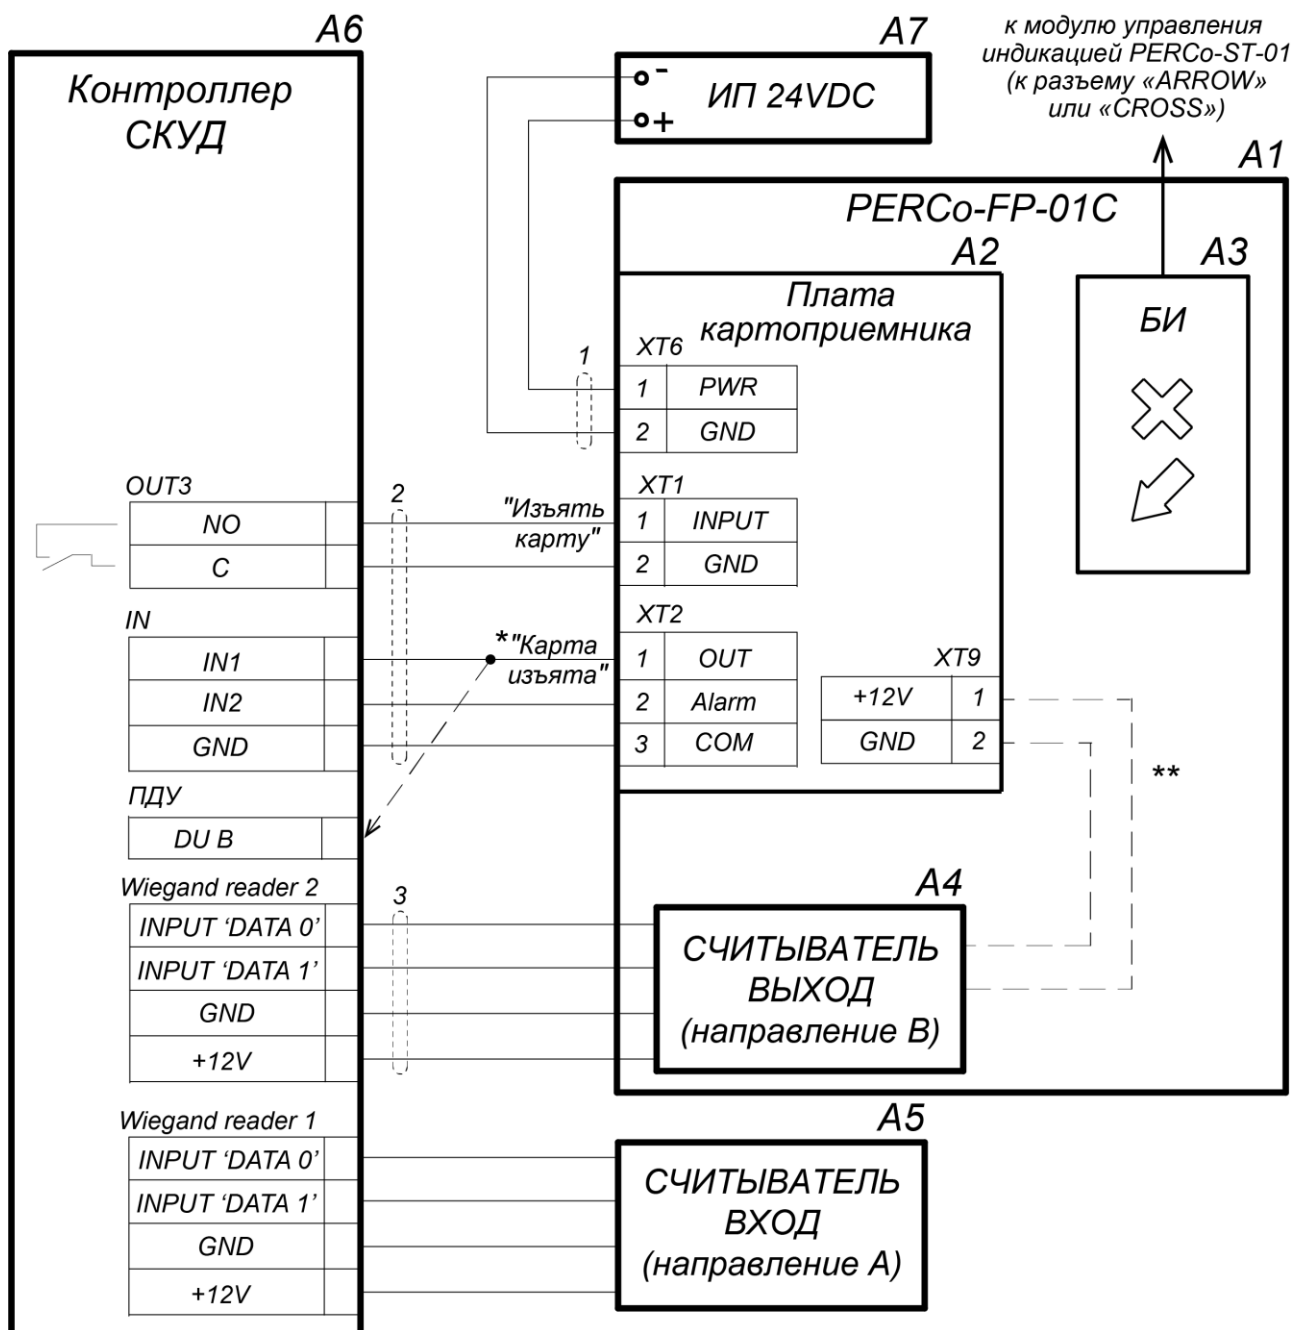 A6
Контроллер
СКУД
A7
-
+
ИП 24VDC
к модулю управления
индикацией PERCo-ST-01
(к разъему «ARROW»
или «CROSS»)
A1
PERCo-FP-01C
A2
Плата
картоприемника
A3
БИ
1
XT6
1 PWR
2 GND
OUT3
NO
C
2
"Изъять
карту"
XT1
1 INPUT
2 GND
IN
IN1
IN2
GND
* "Карта
изъята"
XT2
1 OUT
2 Alarm
3 COM
XT9
+12V 1
GND 2
**
ПДУ
DU B
Wiegand reader 2
INPUT ‘DATA 0’
INPUT ‘DATA 1’
GND
+12V
3
A4
СЧИТЫВАТЕЛЬ
ВЫХОД
(направление B)
Wiegand reader 1
INPUT ‘DATA 0’
INPUT ‘DATA 1’
GND
+12V
A5
СЧИТЫВАТЕЛЬ
ВХОД
(направление A)